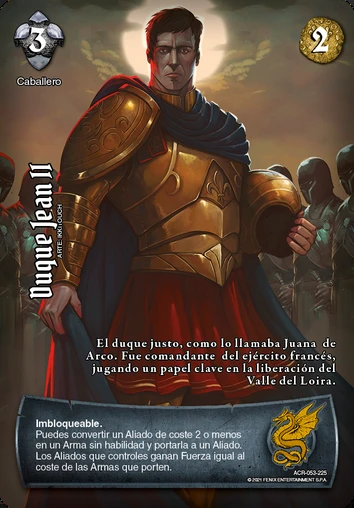 3
2
Caballero
Duque Jean II
ARTE: IKKI OUCH
El duque justo, como lo llamaba Juana de
Arco. Fue comandante del ejército francés,
jugando un papel clave en la liberación del
Valle del Loira.
Imbloqueable.
Puedes convertir un Aliado de coste 2 o menos
en un Arma sin habilidad y portarla a un Aliado.
Los Aliados que controles ganan Fuerza igual al
coste de las Armas que porten.
ACR-053-225
© 2021 FENIX ENTERTAINMENT S.P.A.